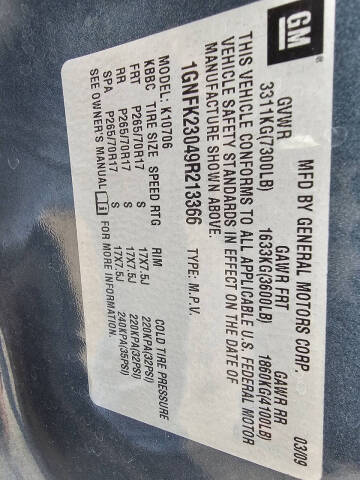 GM
MFD BY GENERAL MOTORS CORP. 03/09
GVWR GAWR FRT GAWR RR
3311KG(7300LB) 1633KG(3600LB) 1860KG(4100LB)
THIS VEHICLE CONFORMS TO ALL APPLICABLE U.S. FEDERAL MOTOR
VEHICLE SAFETY STANDARDS IN EFFECT ON THE DATE OF
MANUFACTURE SHOWN ABOVE.
1GNFK23049R213366 TYPE: M.P.V.
MODEL: K10706
KBBC TIRE SIZE SPEED RTG RIM COLD TIRE PRESSURE
FRT P265/70R17 S 17X7.5J 220KPA(32PSI)
RR P265/70R17 S 17X7.5J 220KPA(32PSI)
SPA P265/70R17 S 17X7.5J 240KPA(35PSI)
SEE OWNER'S MANUAL FOR MORE INFORMATION.